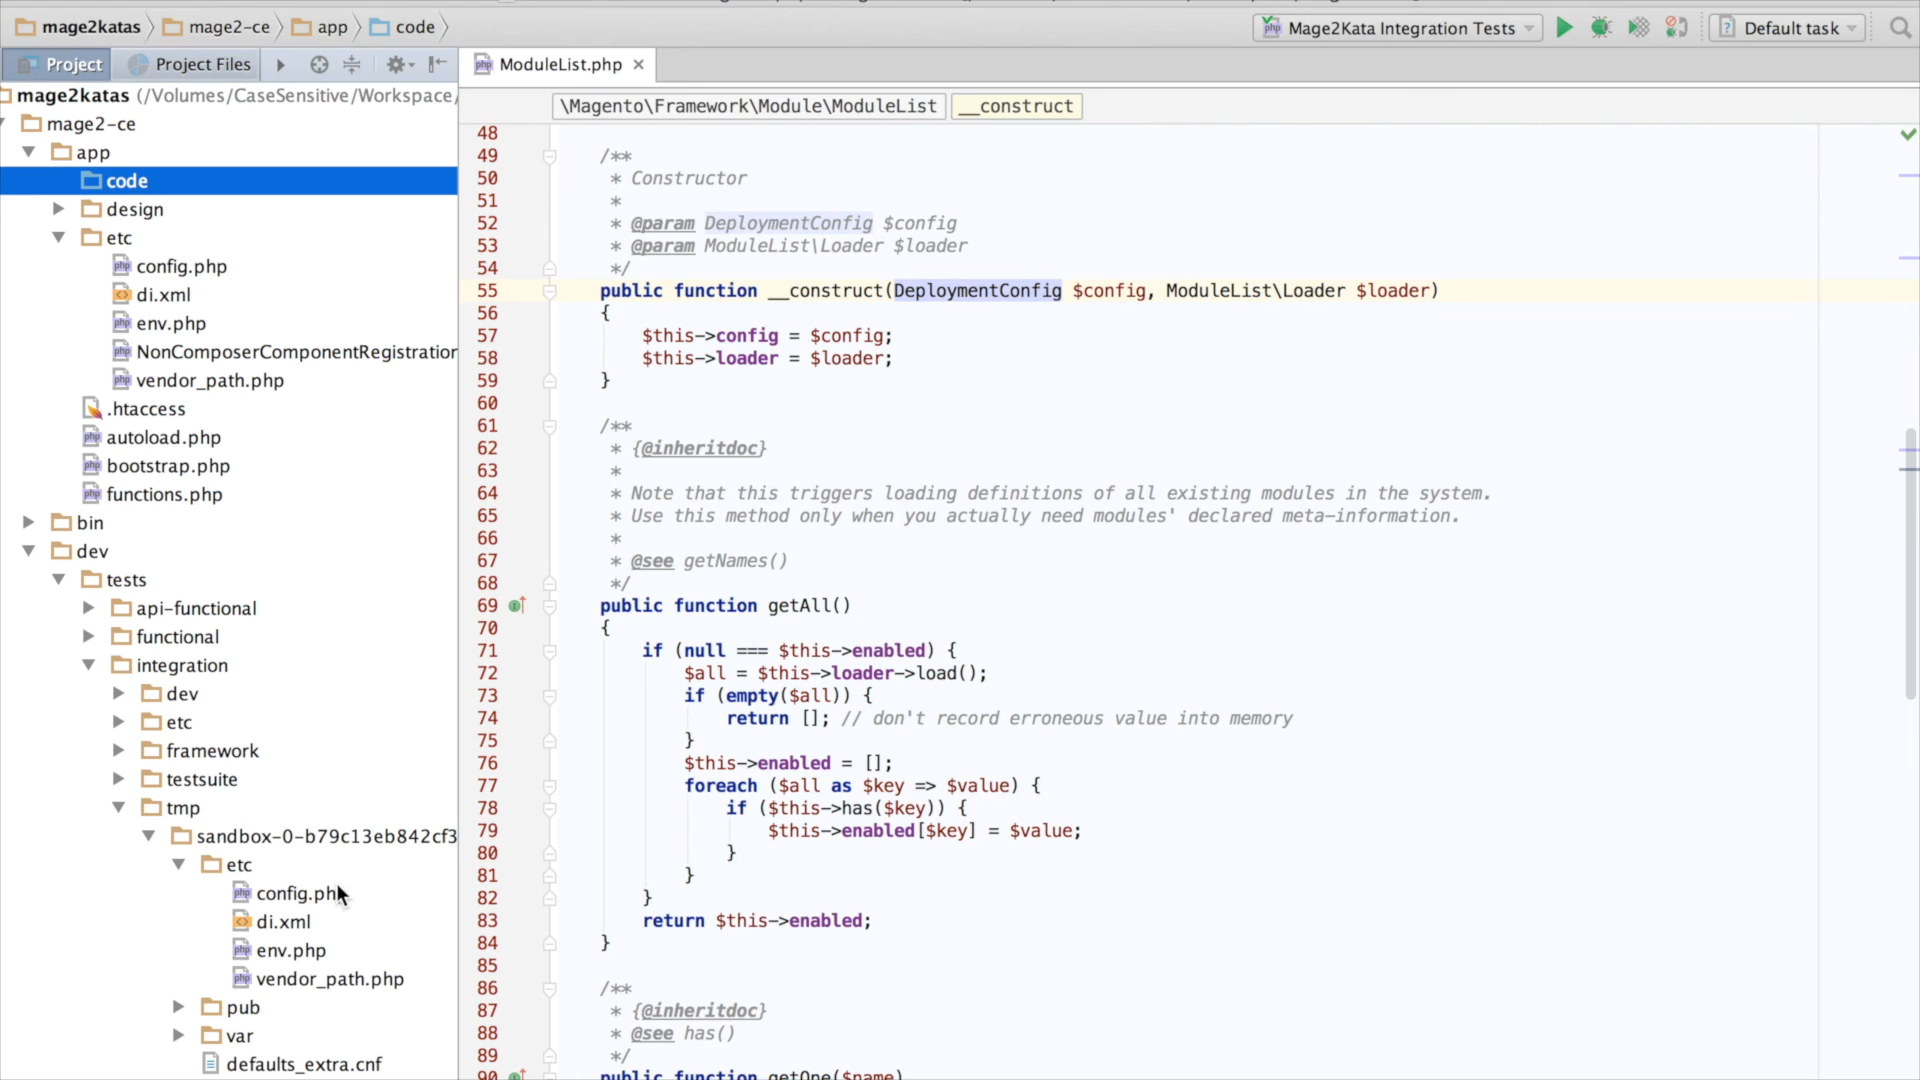 mage2katas
mage2-ce
app
code
Mage2Kata Integration Tests
Default task
Project
Project Files
ModuleList.php
\Magento\Framework\Module\ModuleList
__construct
mage2katas (/Volumes/CaseSensitive/Workspace/
mage2-ce
app
code
design
etc
config.php
di.xml
env.php
NonComposerComponentRegistration
vendor_path.php
.htaccess
autoload.php
bootstrap.php
functions.php
bin
dev
tests
api-functional
functional
integration
dev
etc
framework
testsuite
tmp
sandbox-0-b79c13eb842cf3
etc
config.php
di.xml
env.php
vendor_path.php
pub
var
defaults_extra.cnf
48
49 /**
50 * Constructor
51 *
52 * @param DeploymentConfig $config
53 * @param ModuleList\Loader $loader
54 */
55 public function __construct(DeploymentConfig $config, ModuleList\Loader $loader)
56 {
57 $this->config = $config;
58 $this->loader = $loader;
59 }
60
61 /**
62 * {@inheritdoc}
63 *
64 * Note that this triggers loading definitions of all existing modules in the system.
65 * Use this method only when you actually need modules' declared meta-information.
66 *
67 * @see getNames()
68 */
69 public function getAll()
70 {
71 if (null === $this->enabled) {
72 $all = $this->loader->load();
73 if (empty($all)) {
74 return []; // don't record erroneous value into memory
75 }
76 $this->enabled = [];
77 foreach ($all as $key => $value) {
78 if ($this->has($key)) {
79 $this->enabled[$key] = $value;
80 }
81 }
82 }
83 return $this->enabled;
84 }
85
86 /**
87 * {@inheritdoc}
88 * @see has()
89 */
90 public function getOne($name)